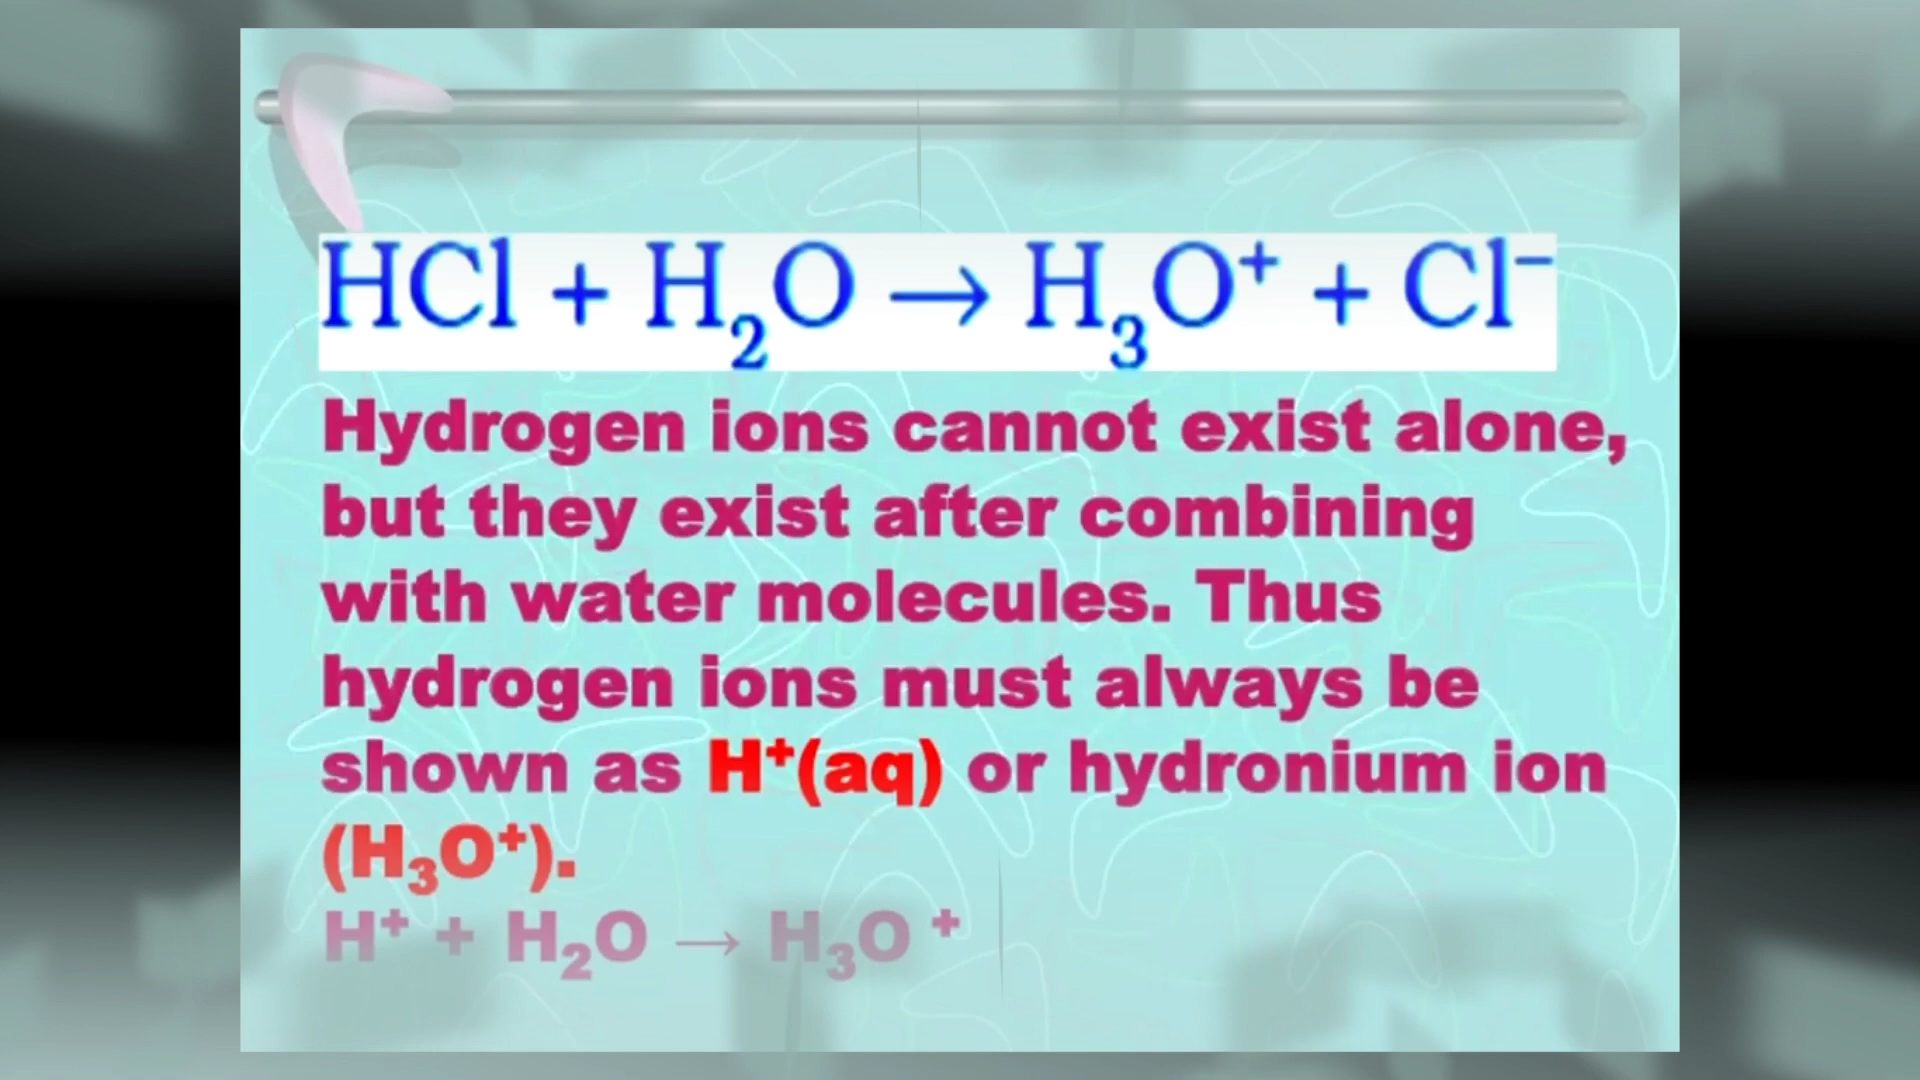 HCl + H₂O → H₃O⁺ + Cl⁻
Hydrogen ions cannot exist alone,
but they exist after combining
with water molecules. Thus
hydrogen ions must always be
shown as H⁺(aq) or hydronium ion
(H₃O⁺).
H⁺ + H₂O → H₃O ⁺